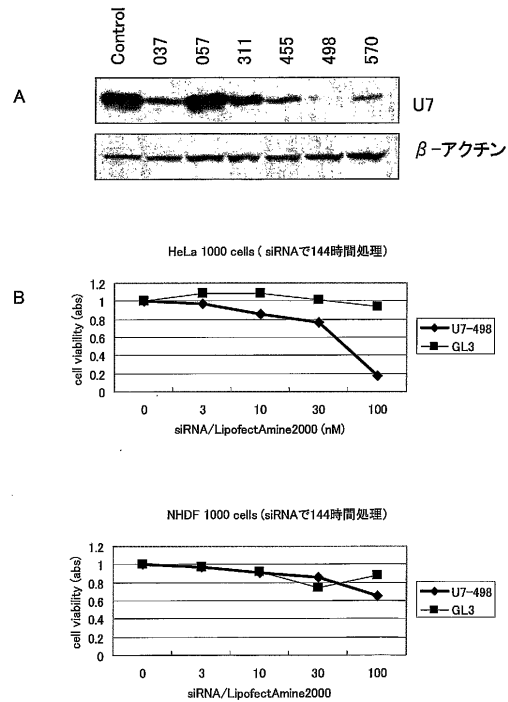 Control 037 057 311 455 498 570
A
U7
β-アクチン
HeLa 1000 cells ( siRNAで144時間処理)
B
cell viability (abs)
1.2
1
0.8
0.6
0.4
0.2
0
0 3 10 30 100
siRNA/LipofectAmine2000 (nM)
U7-498
GL3
NHDF 1000 cells (siRNAで144時間処理)
cell viability (abs)
1.2
1
0.8
0.6
0.4
0.2
0
0 3 10 30 100
siRNA/LipofectAmine2000
U7-498
GL3